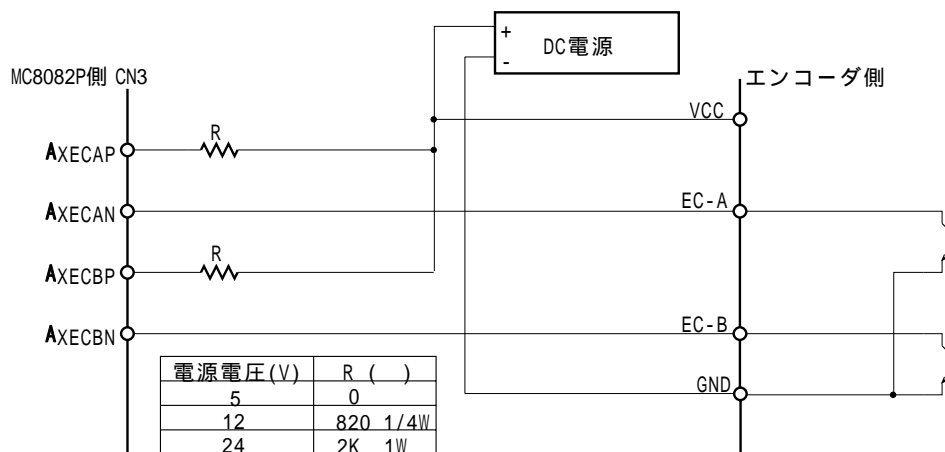 +
DC電源
-
MC8082P側 CN3
エンコーダ側
VCC
R
AXECAP
AXECAN
EC-A
R
AXECBP
AXECBN
EC-B
電源電圧(V) R ( )
5 0
12 820 1/4W
24 2K 1W
GND